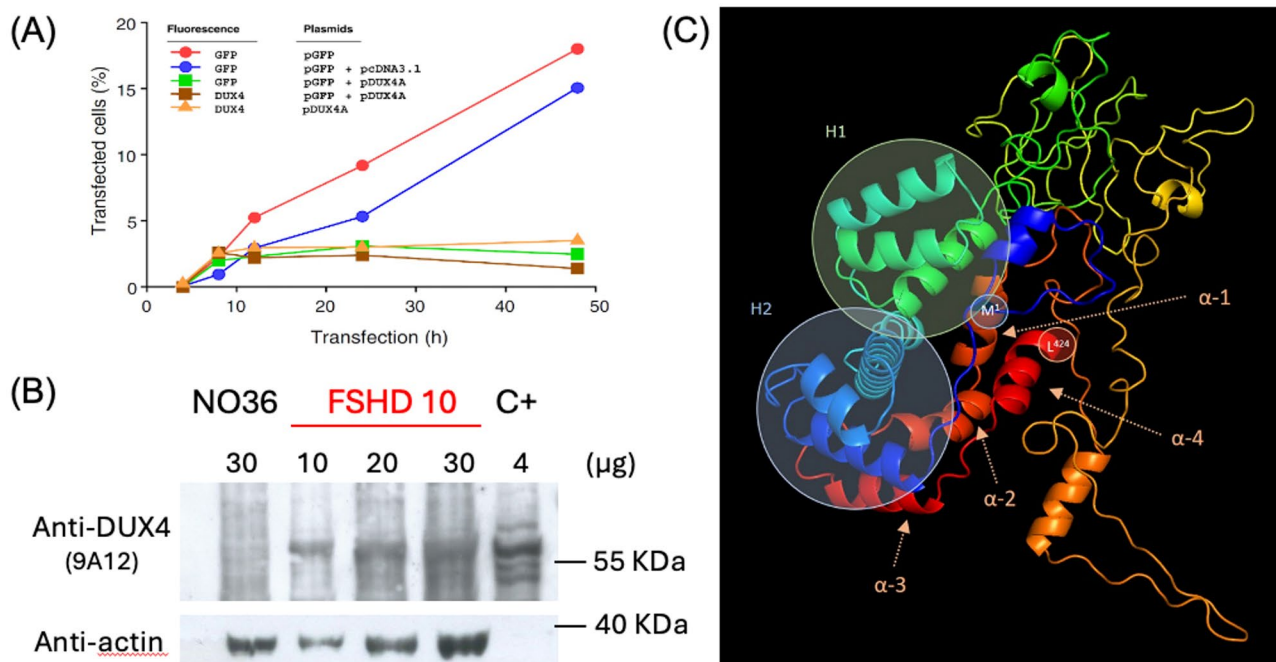 (A)
20
15
10
5
0
Transfected cells (%)
Fluorescence Plasmids
GFP pGFP
GFP pGFP + pcDNA3.1
GFP pGFP + pDUX4A
DUX4 pGFP + pDUX4A
DUX4 pDUX4A
0 10 20 30 40 50
Transfection (h)
(B)
NO36 FSHD 10 C+
30 10 20 30 4 (µg)
Anti-DUX4
(9A12)
55 KDa
40 KDa
Anti-actin
(C)
H1
H2
M1
L424
α-1
α-4
α-2
α-3